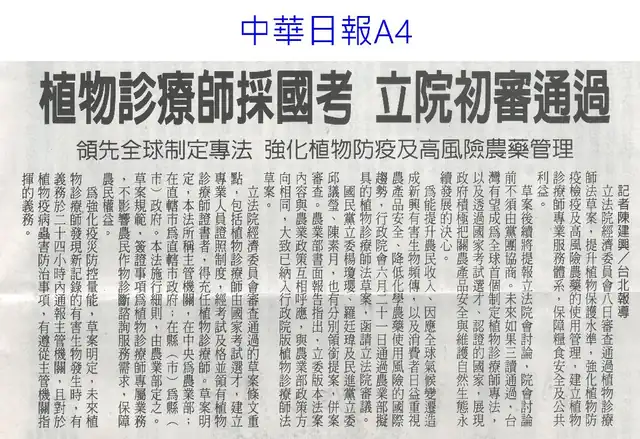 中華日報A4
植物診療師採國考 立院初審通過
領先全球制定專法 強化植物防疫及高風險農藥管理
記者陳建興/台北報導
立法院經濟委員會八日審查通過植物診療
師法草案,提升植物保護水準,強化植物防
疫檢疫及高風險農藥的使用管理,建立植物
診療師專業服務體系,保障糧食安全及公共
利益。
草案後續將提報立法院會討論,院會討論
前不須由黨團協商。未來如果三讀通過,台
灣有望成為全球首個制定植物診療師專法,
以及透過國家考試選才、認證的國家,展現
政府積極把關農產品安全與維護自然生態永
續發展的決心。
為能提升農民收入、因應全球氣候變遷造
成新興有害生物頻傳,以及消費者日益重視
農產品安全、降低化學農藥使用風險的國際
趨勢,行政院會六月二十一日通過農業部擬
具的植物診療師法草案,函請立法院審議。
國民黨立委楊瓊瓔、羅廷瑋及民進黨立委
邱議瑩、陳素月,也有分別領銜提案,併案
審查。農業部書面報告指出,立委版本法案
內容與農業政策互相呼應,與農業部政策方
向相同,大致已納入行政院版植物診療師法
草案。
立法院經濟委員會審查通過的草案條文重
點,包括植物診療師由國家考試選才,建立
專業人員證照制度,經考試及格並領有植物
診療師證書者,得充任植物診療師。草案明
定,本法所稱主管機關,在中央為農業部;
在直轄市為直轄市政府;在縣(市)為縣(
市)政府。本法施行細則,由農業部定之。
草案規範,簽證事項為植物診療師專屬業務
,不影響農民作物診斷諮詢服務需求,保障
農民權益。
為強化疫災防控量能,草案明定,未來植
物診療師發現新記錄的有害生物發生時,有
義務於二十四小時內通報主管機關,且對於
植物疫病蟲害防治事項,有遵從主管機關指
揮的義務。